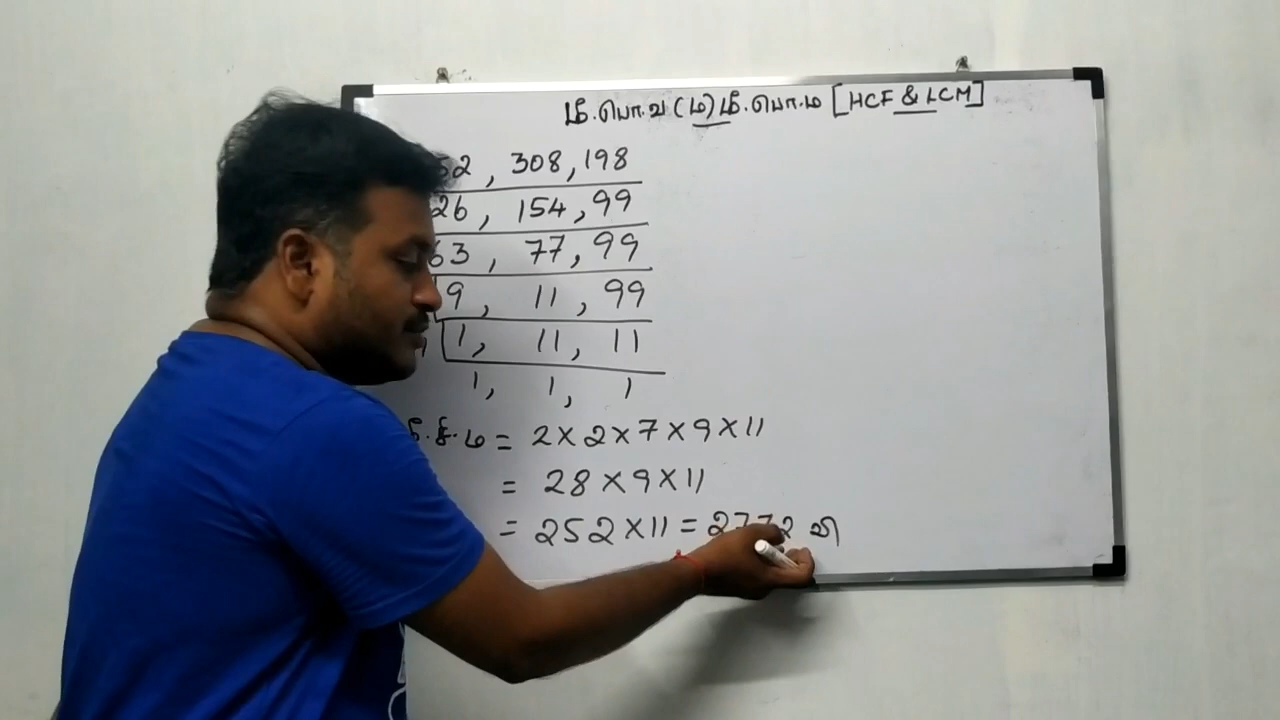 மீ.பொ.வ (ம) மீ.பொ.ம [HCF & LCM]
52, 308, 198
26, 154, 99
63, 77, 99
9, 11, 99
1, 11, 11
1, 1, 1
மீ.சி.ம = 2×2×7×9×11
= 28×9×11
= 252×11 = 2772 வி